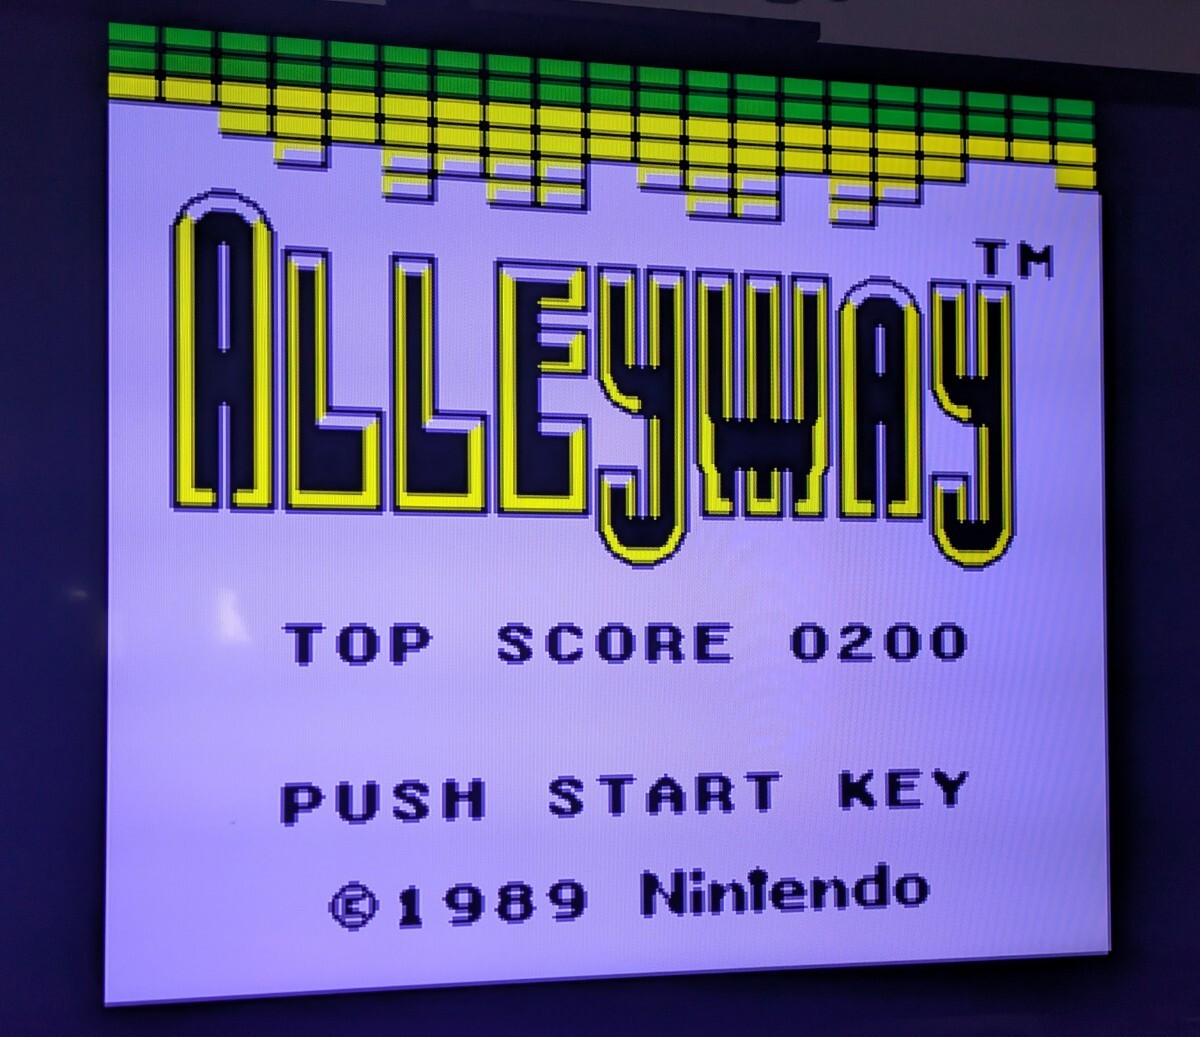 ALLEYWAY™
TOP SCORE 0200
PUSH START KEY
©1989 Nintendo